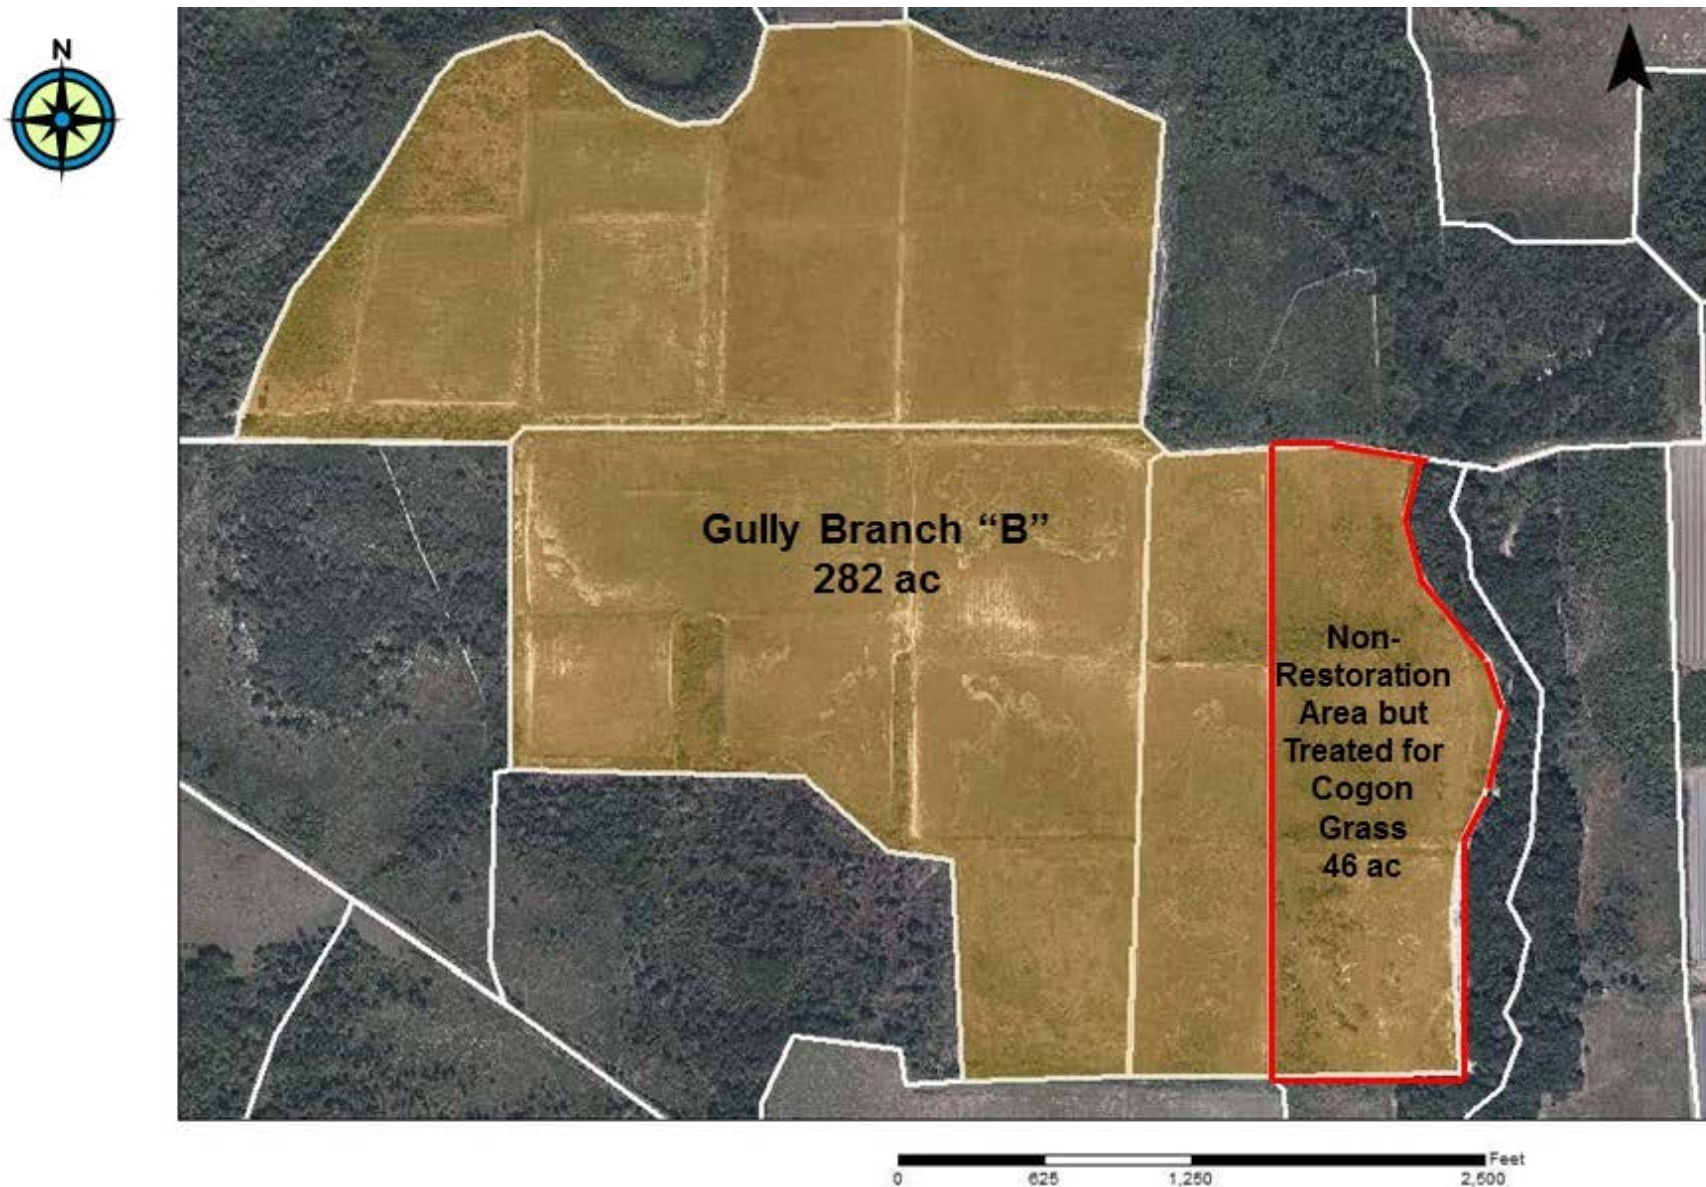 N
Gully Branch “B”
282 ac
Non-
Restoration
Area but
Treated for
Cogon
Grass
46 ac
Feet
0 625 1,250 2,500